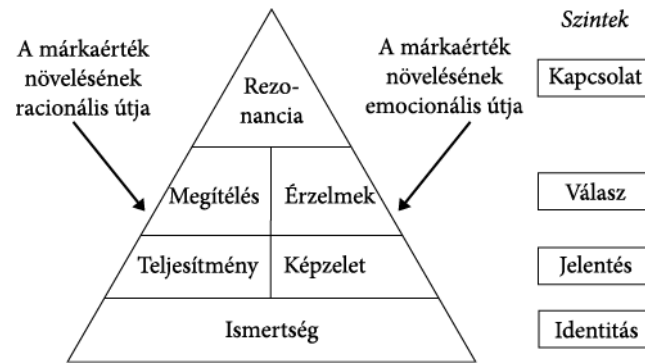 Szintek
A márkaérték
növelésének
racionális útja
A márkaérték
növelésének
emocionális útja
Rezo-
nancia
Kapcsolat
Megítélés
Érzelmek
Válasz
Teljesítmény
Képzelet
Jelentés
Ismertség
Identitás